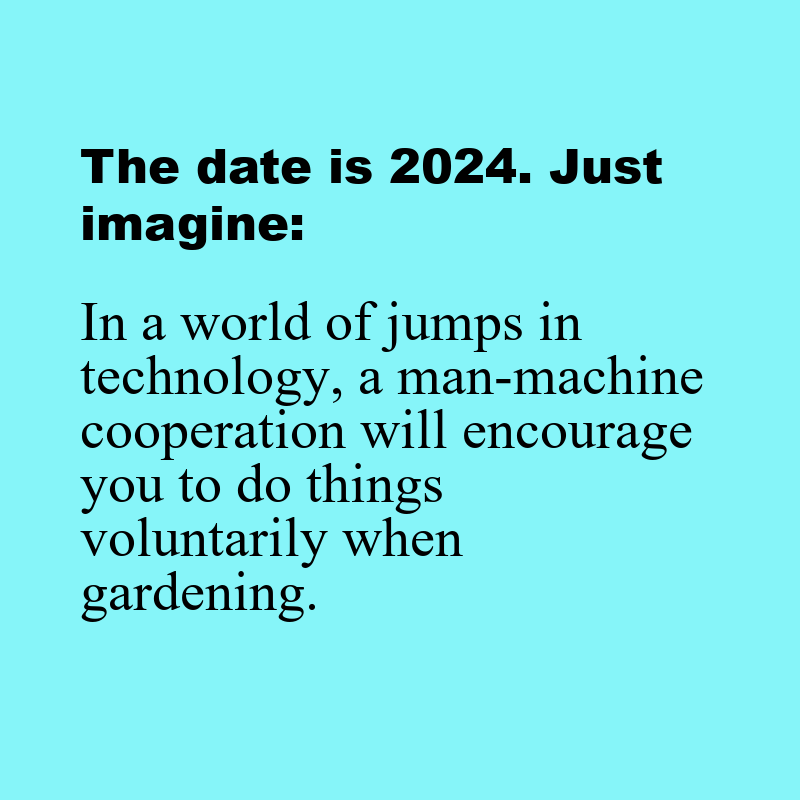 The date is 2024. Just
imagine:
In a world of jumps in
technology, a man-machine
cooperation will encourage
you to do things
voluntarily when
gardening.